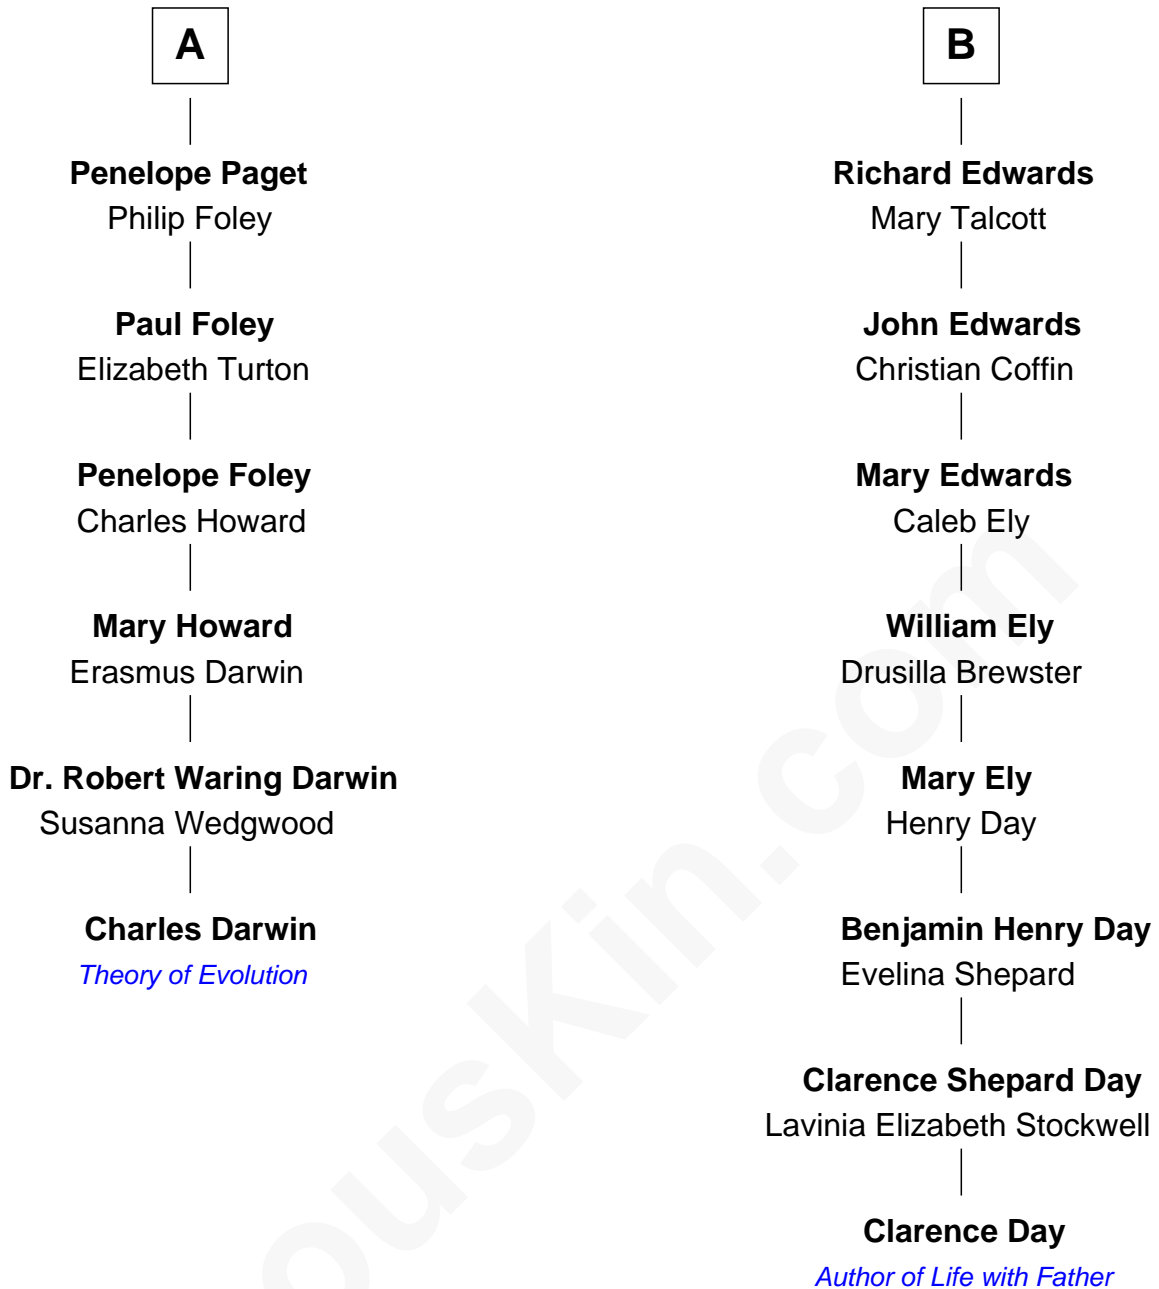 A
Penelope Paget
Philip Foley
Paul Foley
Elizabeth Turton
Penelope Foley
Charles Howard
Mary Howard
Erasmus Darwin
Dr. Robert Waring Darwin
Susanna Wedgwood
Charles Darwin
Theory of Evolution
B
Richard Edwards
Mary Talcott
John Edwards
Christian Coffin
Mary Edwards
Caleb Ely
William Ely
Drusilla Brewster
Mary Ely
Henry Day
Benjamin Henry Day
Evelina Shepard
Clarence Shepard Day
Lavinia Elizabeth Stockwell
Clarence Day
Author of Life with Father
ousKin.com